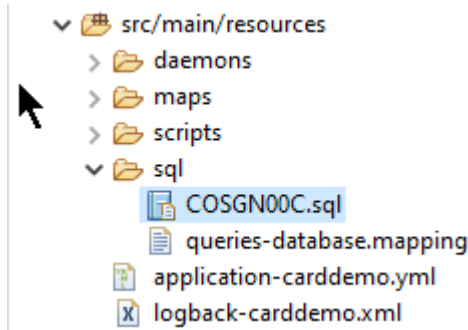 src/main/resources
daemons
maps
scripts
sql
COSGN00C.sql
queries-database.mapping
application-carddemo.yml
logback-carddemo.xml